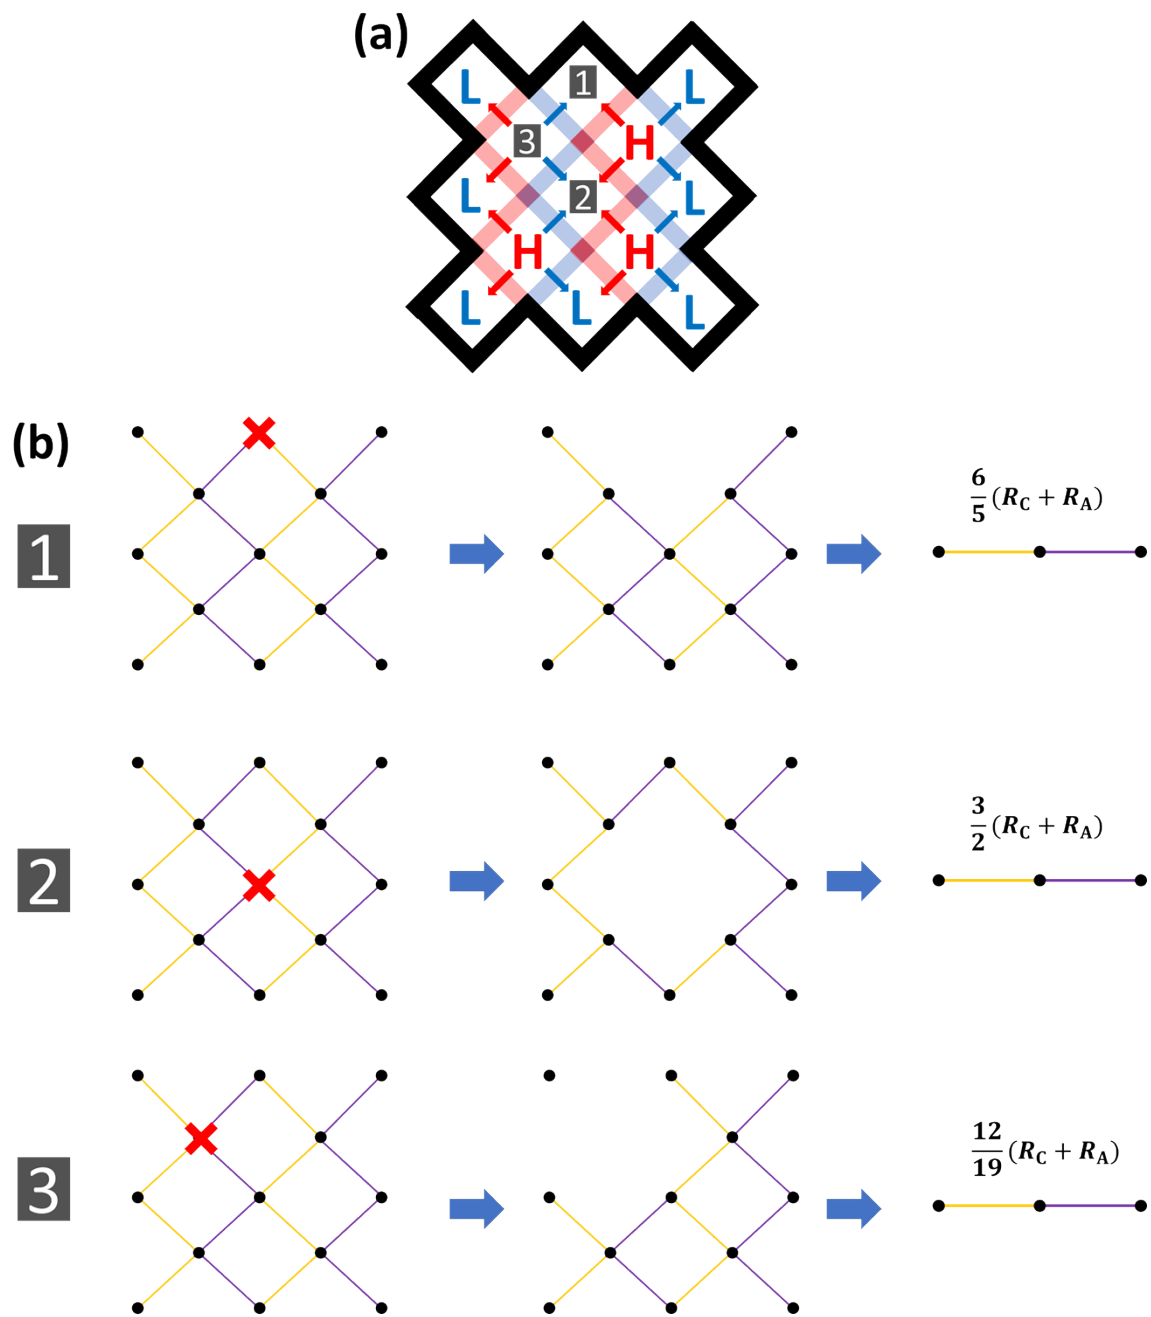 (a)
L 1 L
3 H
L 2 L
H H
L L L
(b)
1
6/5 (R_C + R_A)
2
3/2 (R_C + R_A)
3
12/19 (R_C + R_A)